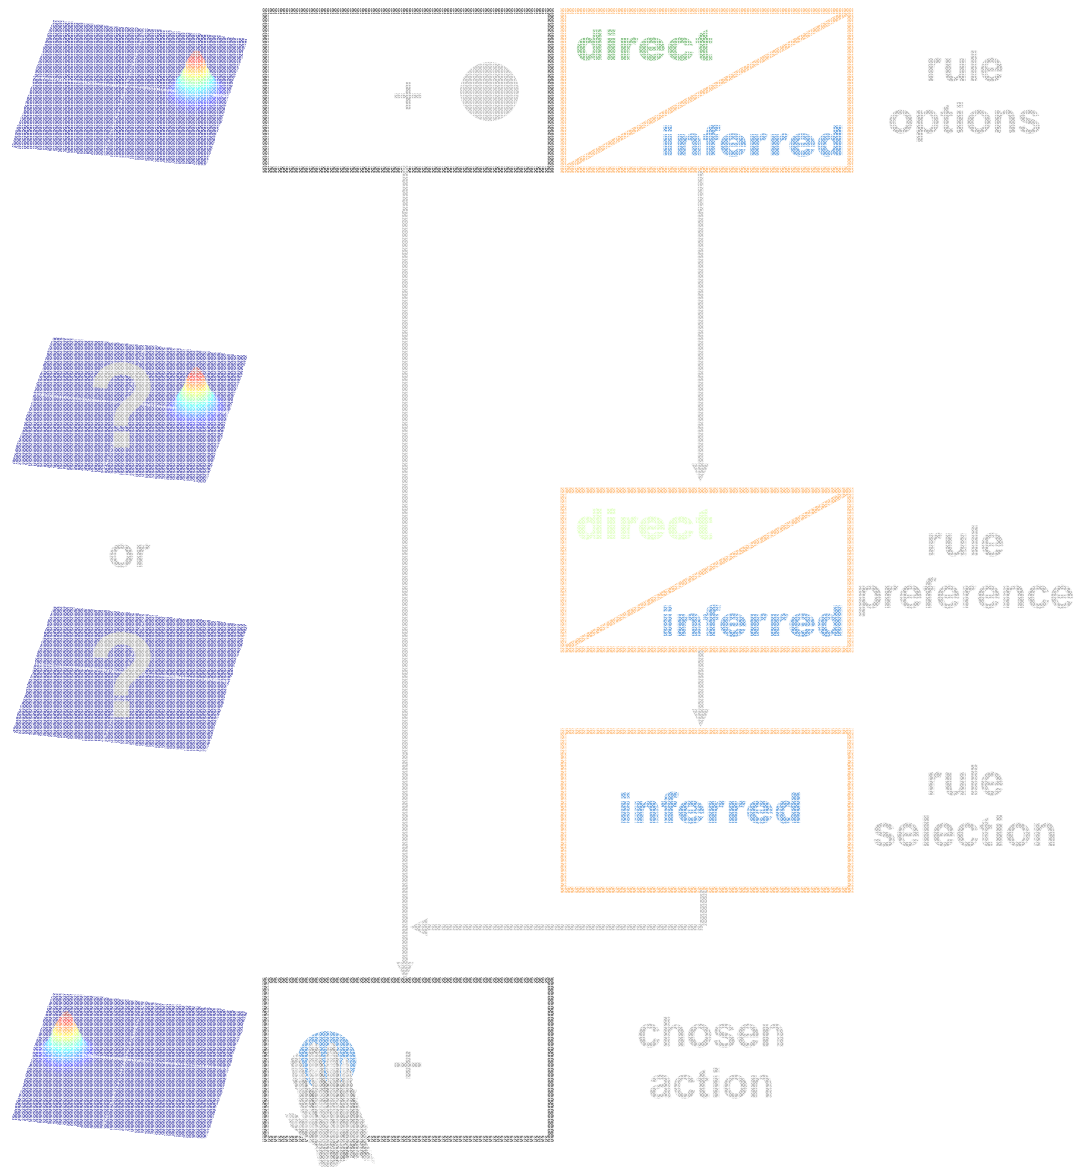 direct
inferred
rule
options
?
or
?
direct
inferred
rule
preference
inferred
rule
selection
chosen
action